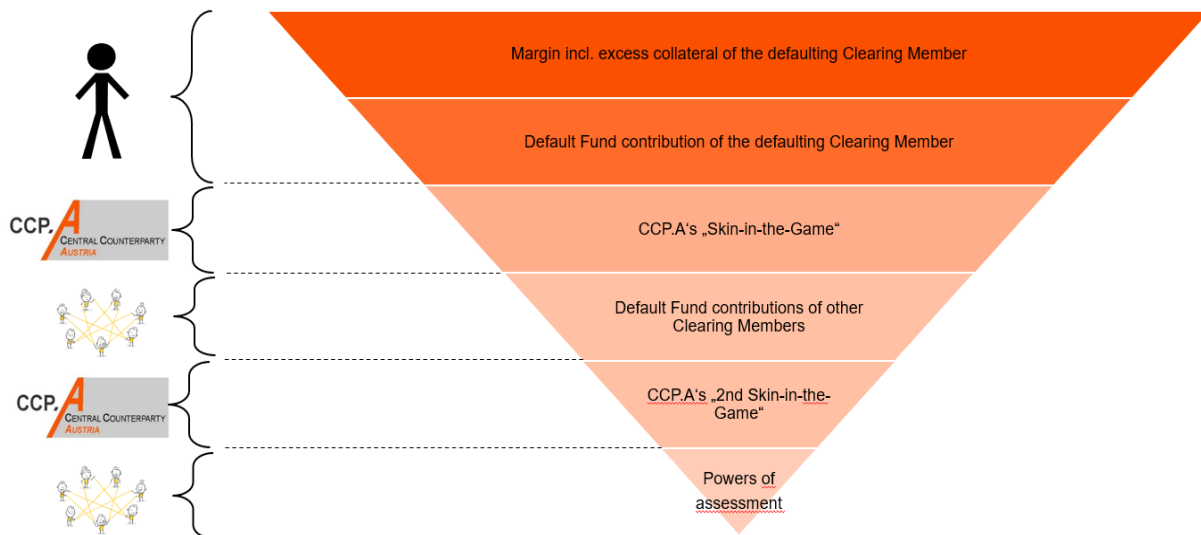 Margin incl. excess collateral of the defaulting Clearing Member
Default Fund contribution of the defaulting Clearing Member
CCP.A
CENTRAL COUNTERPARTY
AUSTRIA
CCP.A‘s „Skin-in-the-Game“
Default Fund contributions of other
Clearing Members
CCP.A
CENTRAL COUNTERPARTY
AUSTRIA
CCP.A‘s „2nd Skin-in-the-
Game“
Powers of
assessment